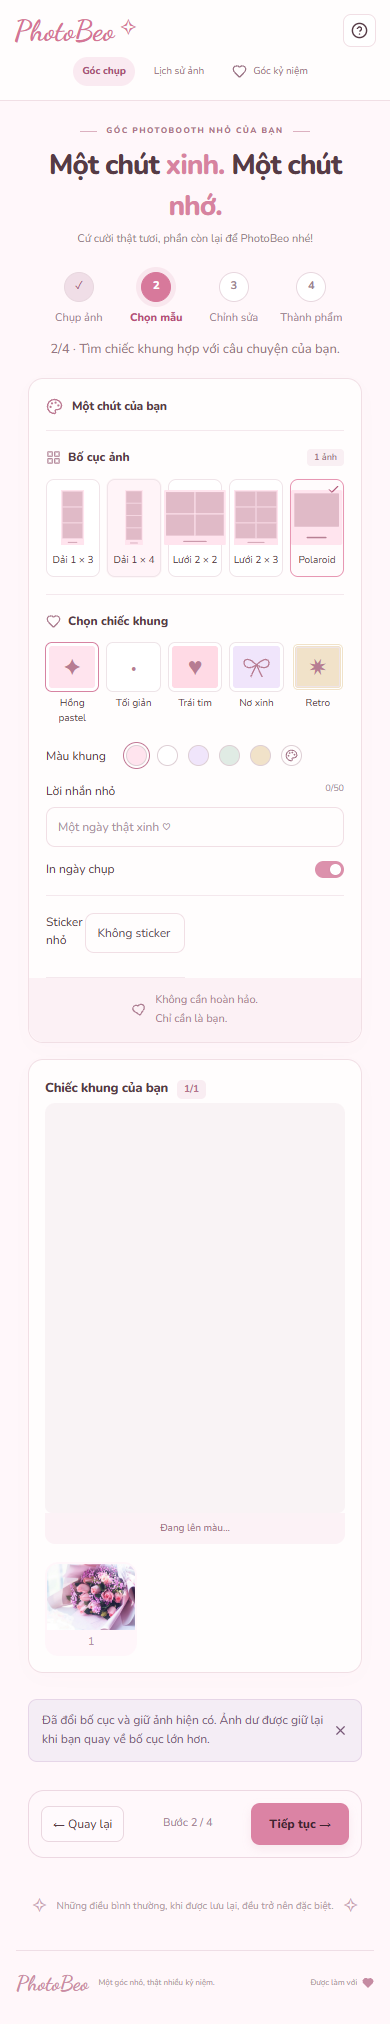 PhotoBeo
Góc chụp
Lịch sử ảnh
Góc kỷ niệm
GÓC PHOTOBOOTH NHỎ CỦA BẠN
Một chút xinh. Một chút
nhớ.
Cứ cười thật tươi, phần còn lại để PhotoBeo nhé!
✓ 2 3 4
Chụp ảnh Chọn mẫu Chỉnh sửa Thành phẩm
2/4 · Tìm chiếc khung hợp với câu chuyện của bạn.
Một chút của bạn
Bố cục ảnh 1 ảnh
Dải 1 × 3 Dải 1 × 4 Lưới 2 × 2 Lưới 2 × 3 Polaroid
Chọn chiếc khung
Hồng
pastel
Tối giản
Trái tim
Nơ xinh
Retro
Màu khung
Lời nhắn nhỏ 0/50
Một ngày thật xinh ♡
In ngày chụp
Sticker
nhỏ
Không sticker
Không cần hoàn hảo.
Chỉ cần là bạn.
Chiếc khung của bạn 1/1
Đang lên màu...
1
Đã đổi bố cục và giữ ảnh hiện có. Ảnh dư được giữ lại
khi bạn quay về bố cục lớn hơn.
← Quay lại
Bước 2 / 4
Tiếp tục →
Những điều bình thường, khi được lưu lại, đều trở nên đặc biệt.
PhotoBeo
Một góc nhỏ, thật nhiều kỷ niệm.
Được làm với